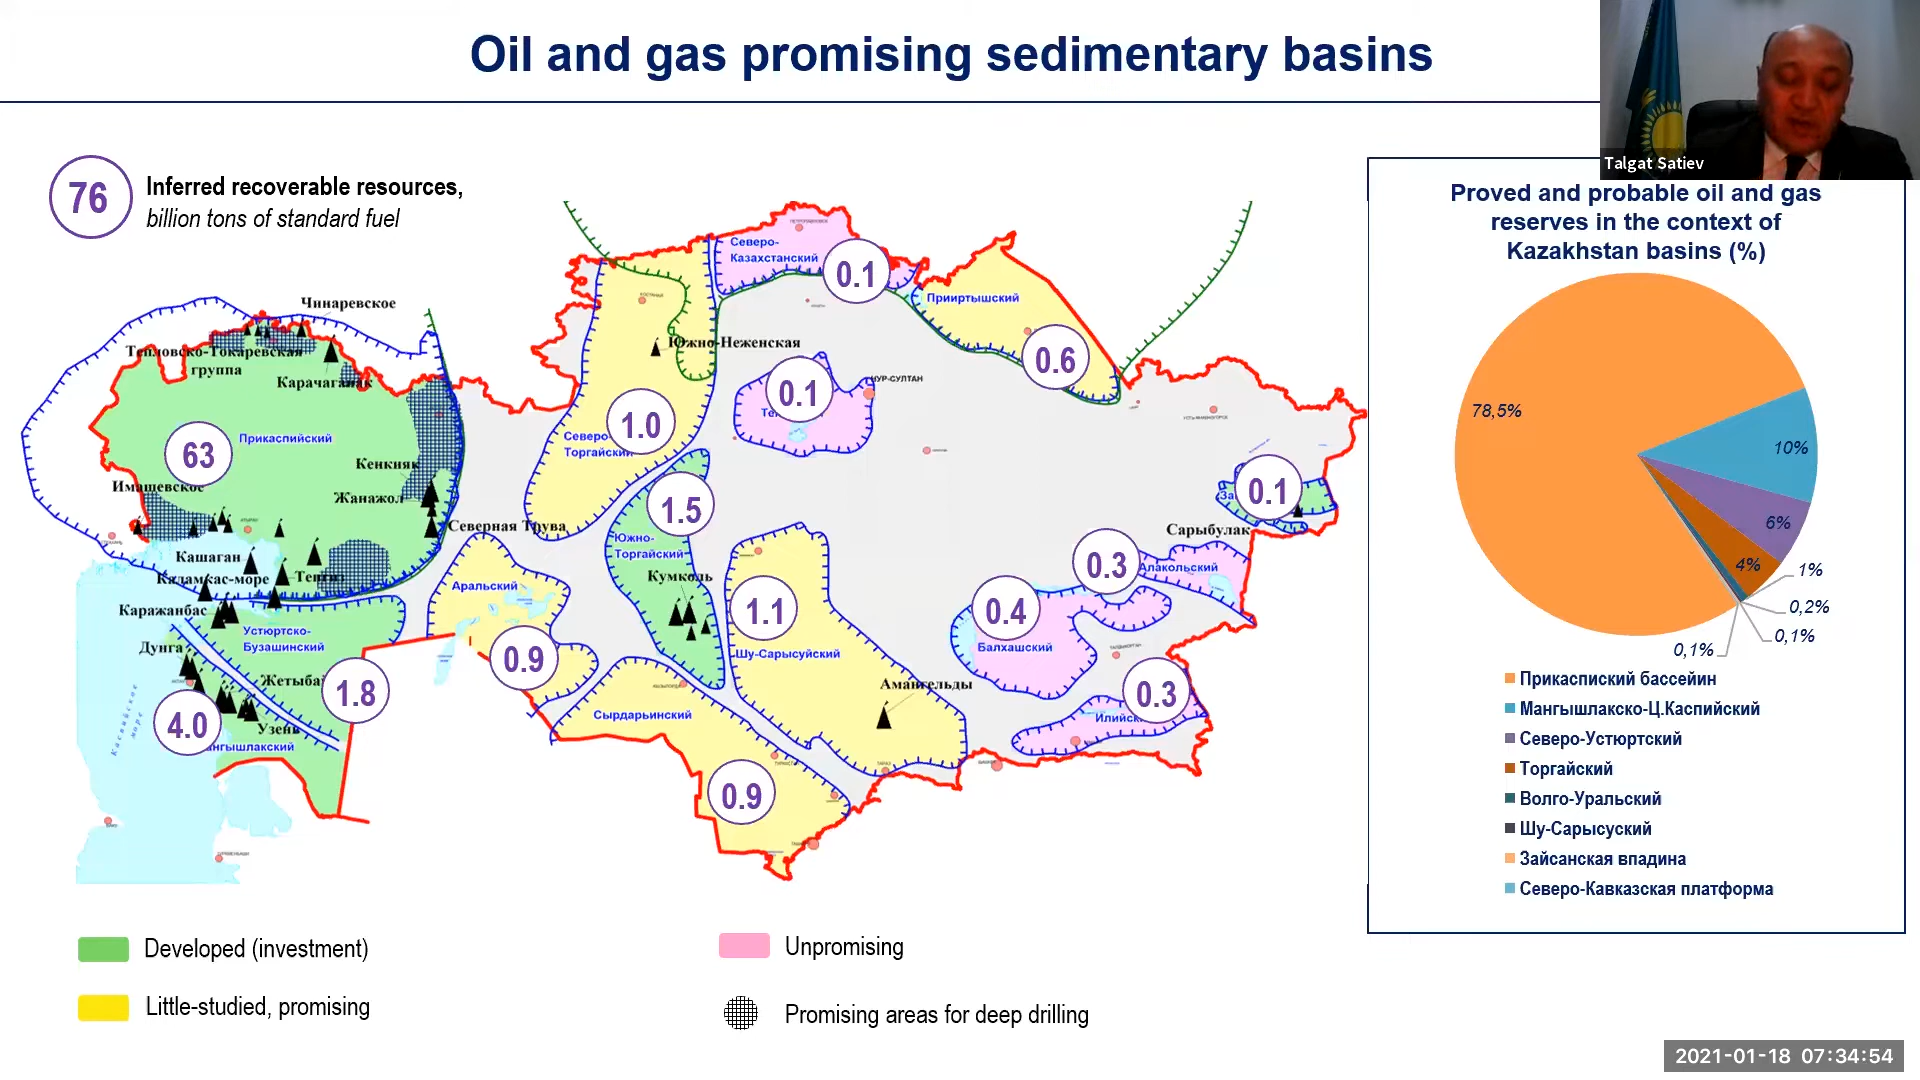 Oil and gas promising sedimentary basins
Talgat Satiev
76
Inferred recoverable resources,
billion tons of standard fuel
Чинаревское
Тепловско-Токаревская
группа
Карачаганак
63
Прикаспийский
Кенкияк
Имашевское
Жанажол
Северная Трува
Кашаган
Каламкас-море
Тенгиз
Каражанбас
Устюртско-
Бузашинский
Дунга
Жетыбай
1.8
4.0
Узень
Каспийское
море
Северо-
Казахстанский
0.1
Прииртышский
0.6
Южно-Неженская
0.1
НУР-СУЛТАН
1.0
Северо-
Торгайский
1.5
Южно-
Торгайский
Кумколь
Аральский
0.9
1.1
Шу-Сарысуйский
Амангельды
Сырдарьинский
0.9
0.1
Сарыбулак
0.3
Алакольский
0.4
Балхашский
0.3
Proved and probable oil and gas
reserves in the context of
Kazakhstan basins (%)
78,5%
10%
6%
4%
1%
0,2%
0,1%
0,1%
Прикаспиский бассейин
Мангышлакско-Ц.Каспийский
Северо-Устюртский
Торгайский
Волго-Уральский
Шу-Сарысуский
Зайсанская впадина
Северо-Кавказская платформа
Developed (investment)
Little-studied, promising
Unpromising
Promising areas for deep drilling
2021-01-18 07:34:54